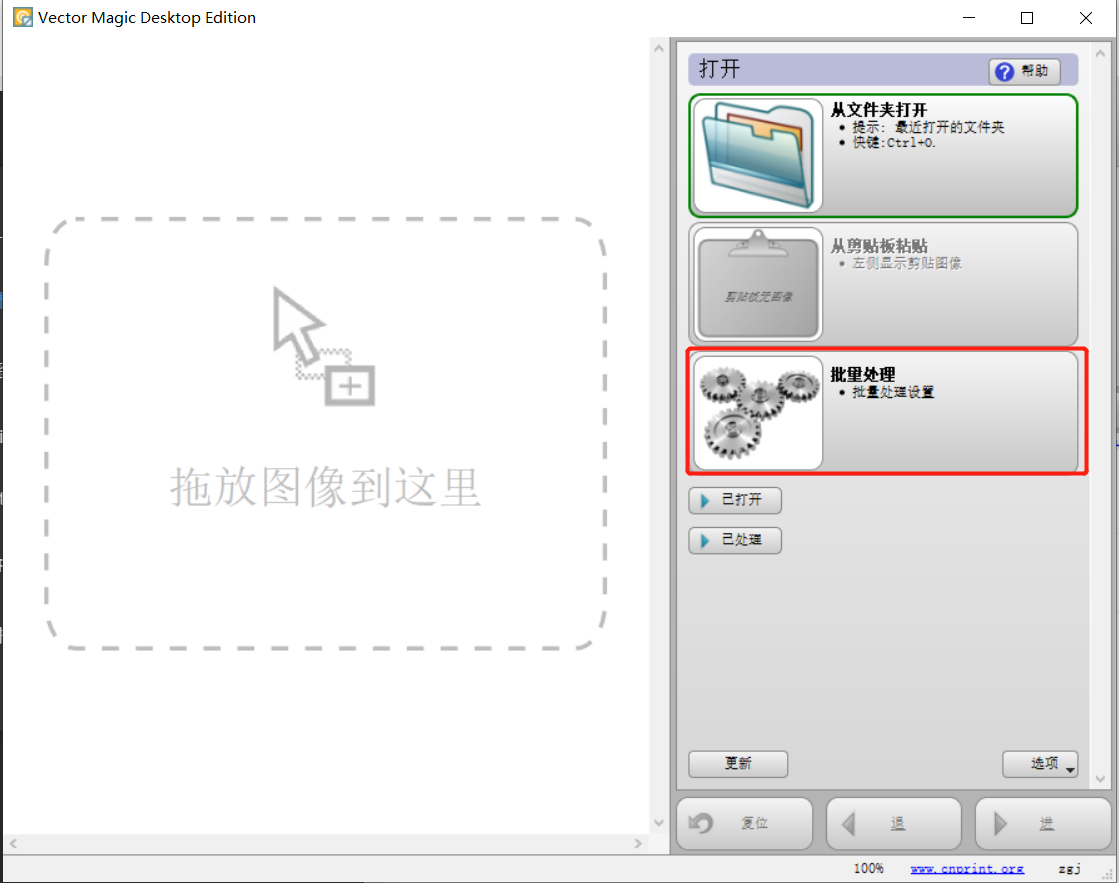 Vector Magic Desktop Edition
打开
帮助
从文件夹打开
• 提示: 最近打开的文件夹
• 快键:Ctrl+O.
从剪贴板粘贴
• 左侧显示剪贴图像
剪贴板无图像
批量处理
• 批量处理设置
拖放图像到这里
已打开
已处理
更新
选项
复位
退
进
100%
www.cnprint.org
zgj